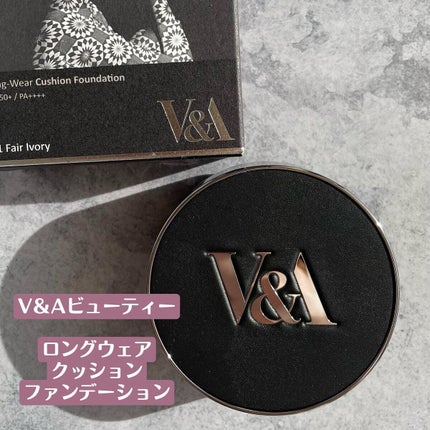 Cushion Foundation
50+ / PA++++
V&A
1 Fair Ivory
V&A
V&Aビューティー
ロングウェア
クッション
ファンデーション